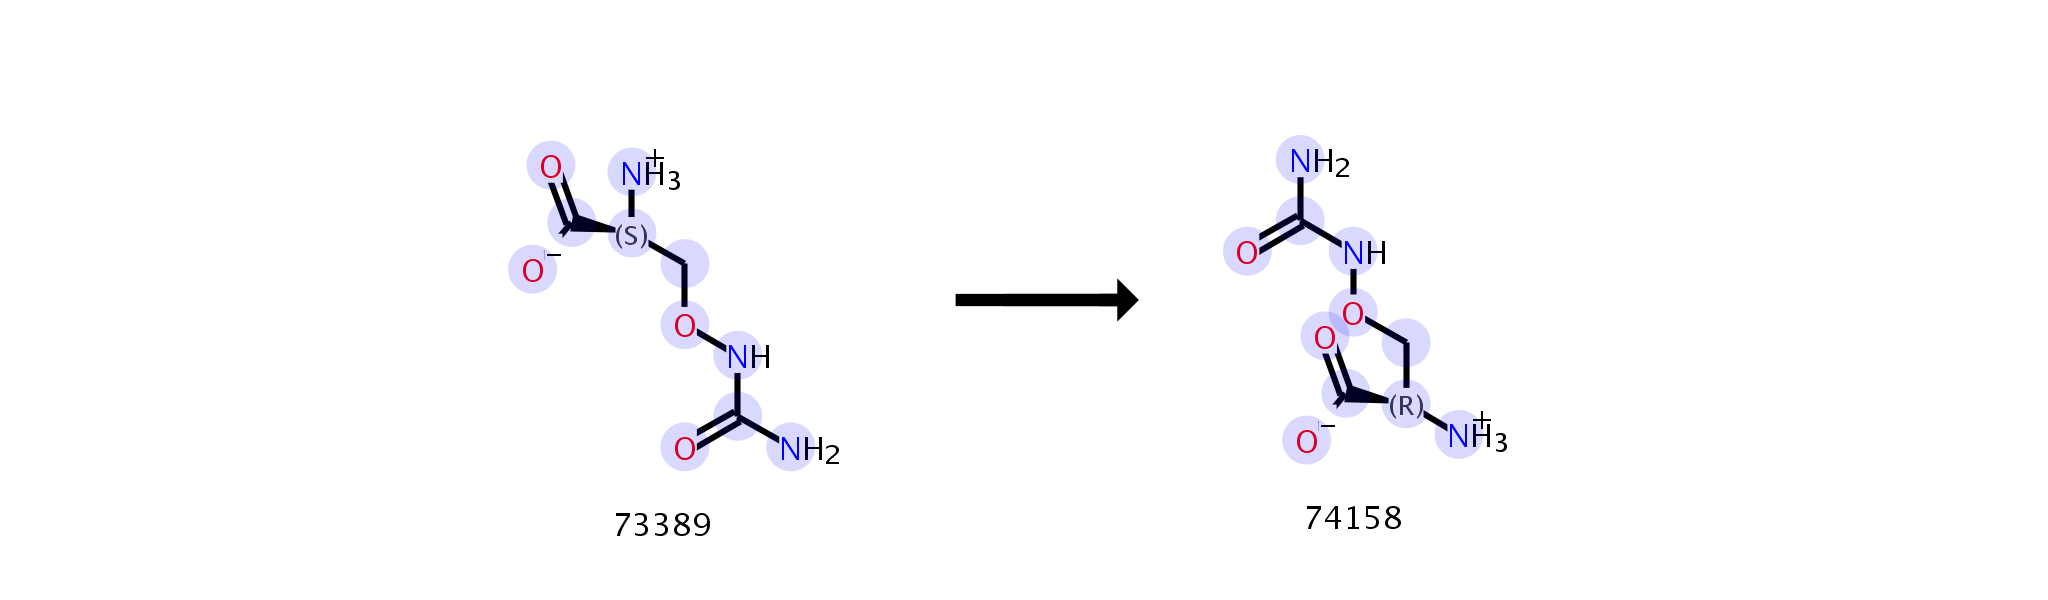 O NH3+
(S)
O−
O
NH
O NH2
73389
NH2
O NH
O
O
(R)
O− NH3+
74158